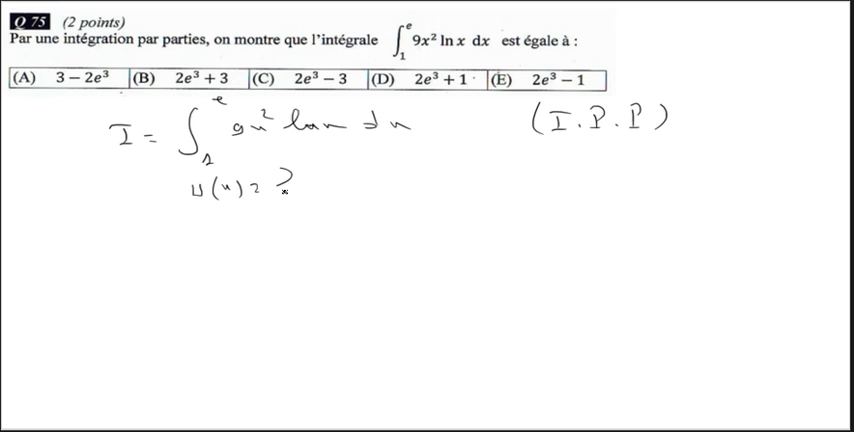 Q 75 (2 points)
Par une intégration par parties, on montre que l'intégrale ∫₁ᵉ 9x² ln x dx est égale à :
(A) 3 − 2e³ (B) 2e³ + 3 (C) 2e³ − 3 (D) 2e³ + 1 (E) 2e³ − 1
I = ∫₁ᵉ 9x² ln x dx (I.P.P)
u(x) = ?